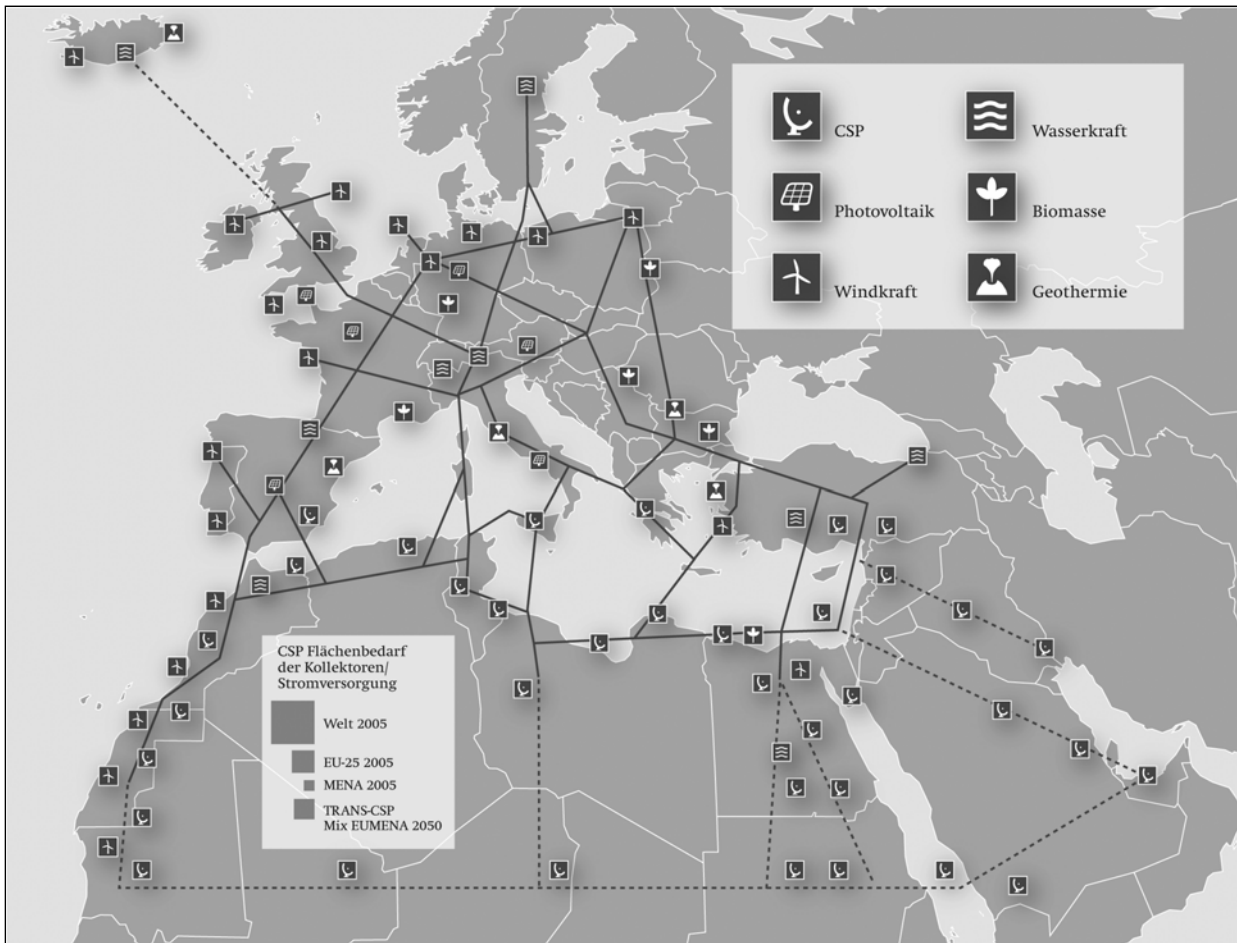 CSP
Wasserkraft
Photovoltaik
Biomasse
Windkraft
Geothermie
CSP Flächenbedarf
der Kollektoren/
Stromversorgung
Welt 2005
EU-25 2005
MENA 2005
TRANS-CSP
Mix EUMENA 2050